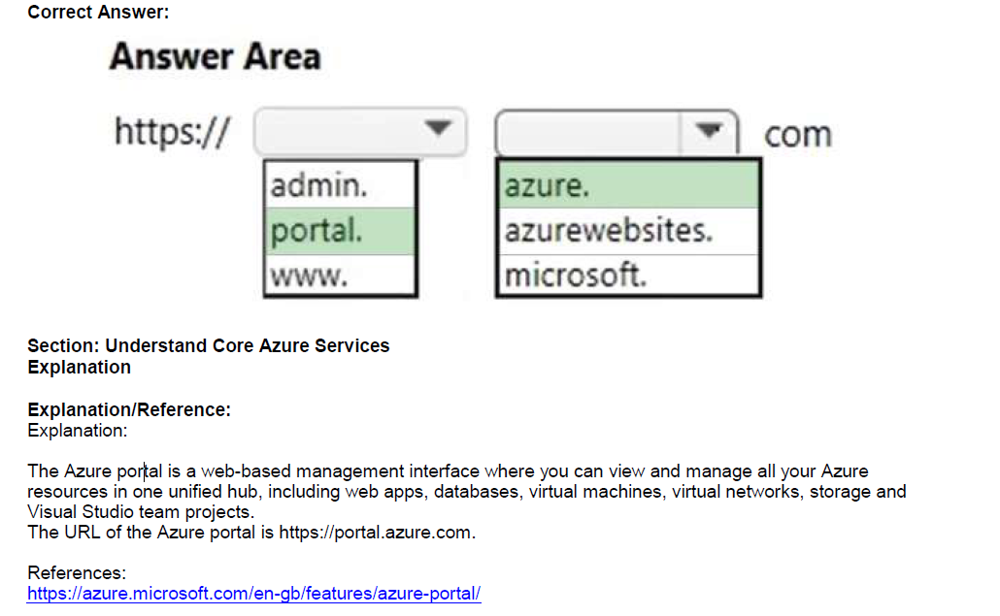 Correct Answer:
Answer Area
https:// com
admin. azure.
portal. azurewebsites.
www. microsoft.
Section: Understand Core Azure Services
Explanation
Explanation/Reference:
Explanation:
The Azure portal is a web-based management interface where you can view and manage all your Azure
resources in one unified hub, including web apps, databases, virtual machines, virtual networks, storage and
Visual Studio team projects.
The URL of the Azure portal is https://portal.azure.com.
References:
https://azure.microsoft.com/en-gb/features/azure-portal/